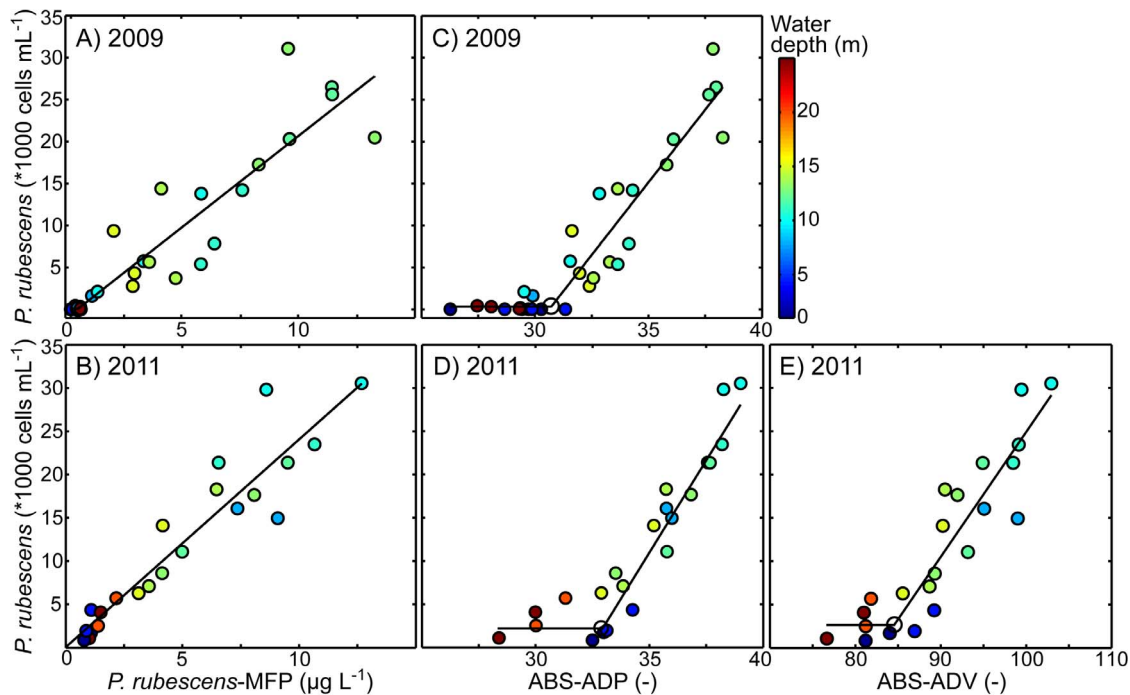 A) 2009
C) 2009
Water
depth (m)
P. rubescens (*1000 cells mL⁻¹)
35
30
25
20
15
10
5
0
5
10
30
35
40
20
15
10
5
0
B) 2011
D) 2011
E) 2011
P. rubescens (*1000 cells mL⁻¹)
35
30
25
20
15
10
5
0
5
10
30
35
40
80
90
100
110
P. rubescens-MFP (µg L⁻¹)
ABS-ADP (-)
ABS-ADV (-)